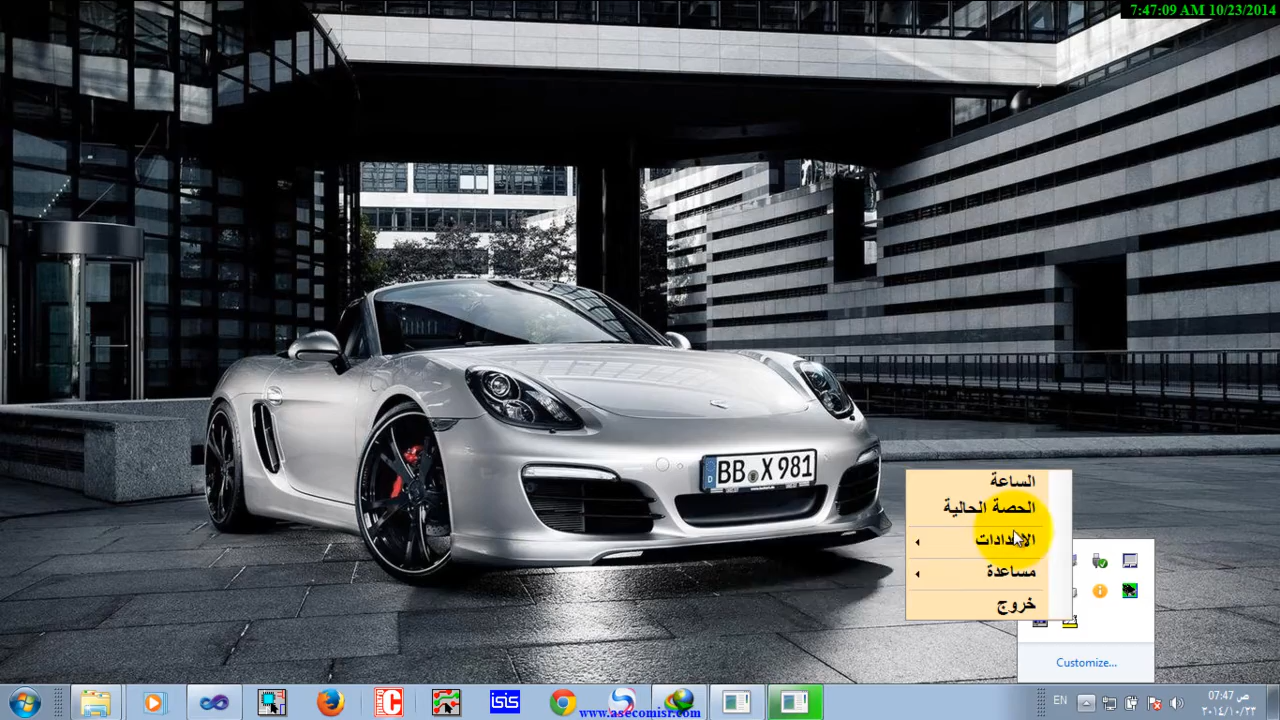 7:47:09 AM 10/23/2014
BB X 981
D
الساعة
الحصة الحالية
الاعدادات
مساعدة
خروج
Customize...
isis
www.asecomisr.com
EN
07:47 ص
٢٠١٤/١٠/٢٣